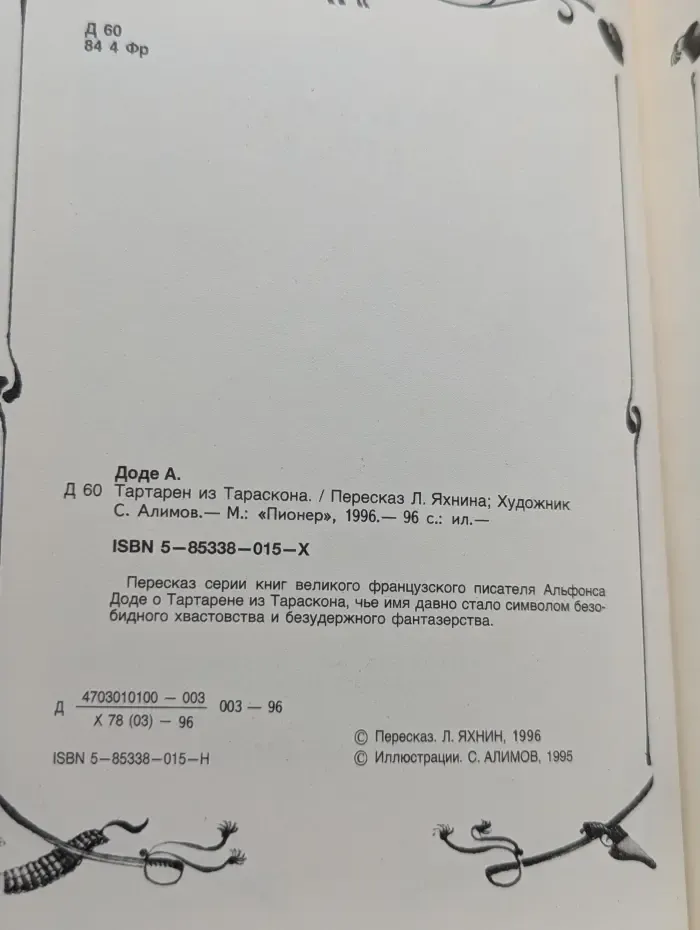 Д 60
84 4 Фр
Доде А.
Д 60 Тартарен из Тараскона. / Пересказ Л. Яхнина; Художник
С. Алимов.— М.: «Пионер», 1996.— 96 с.: ил.—
ISBN 5—85338—015—X
Пересказ серии книг великого французского писателя Альфонса
Доде о Тартарене из Тараскона, чье имя давно стало символом безо-
бидного хвастовства и безудержного фантазерства.
4703010100 — 003
Д 003 — 96
Х 78 (03) — 96
© Пересказ. Л. ЯХНИН, 1996
ISBN 5—85338—015—Н © Иллюстрации. С. АЛИМОВ, 1995